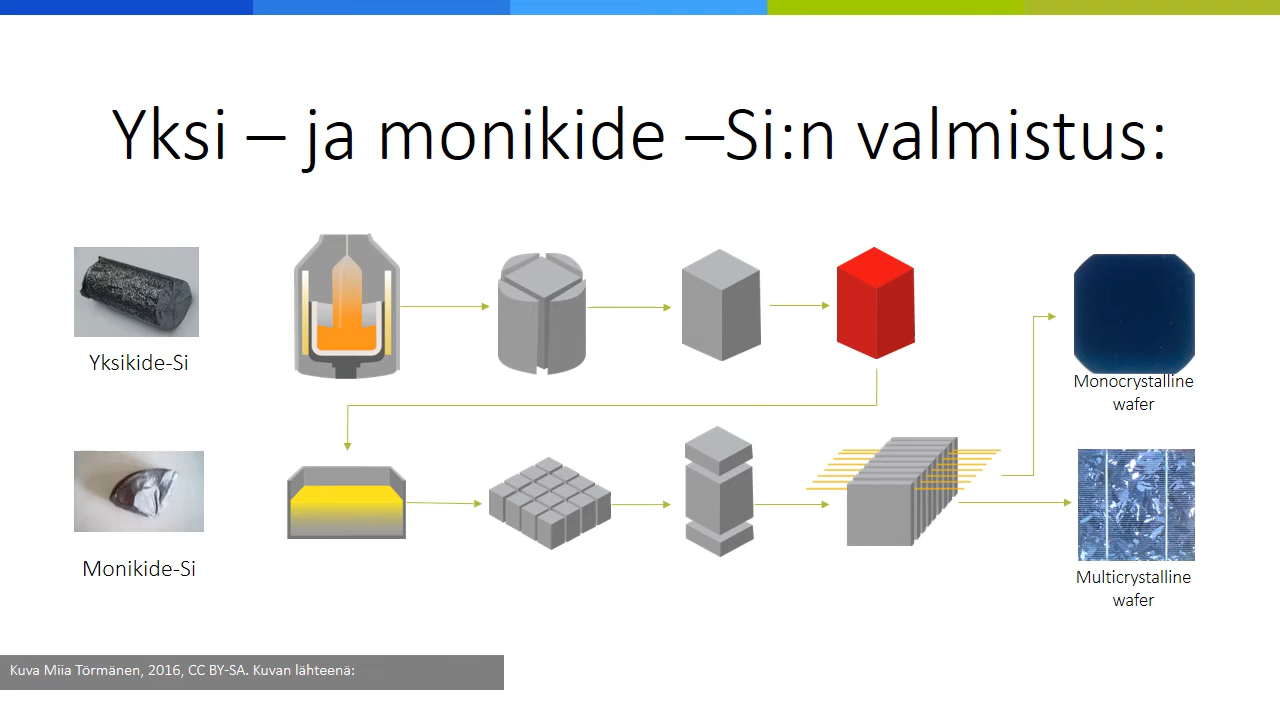 Yksi – ja monikide –Si:n valmistus:
Yksikide-Si
Monocrystalline
wafer
Monikide-Si
Multicrystalline
wafer
Kuva Miia Törmänen, 2016, CC BY-SA. Kuvan lähteenä: